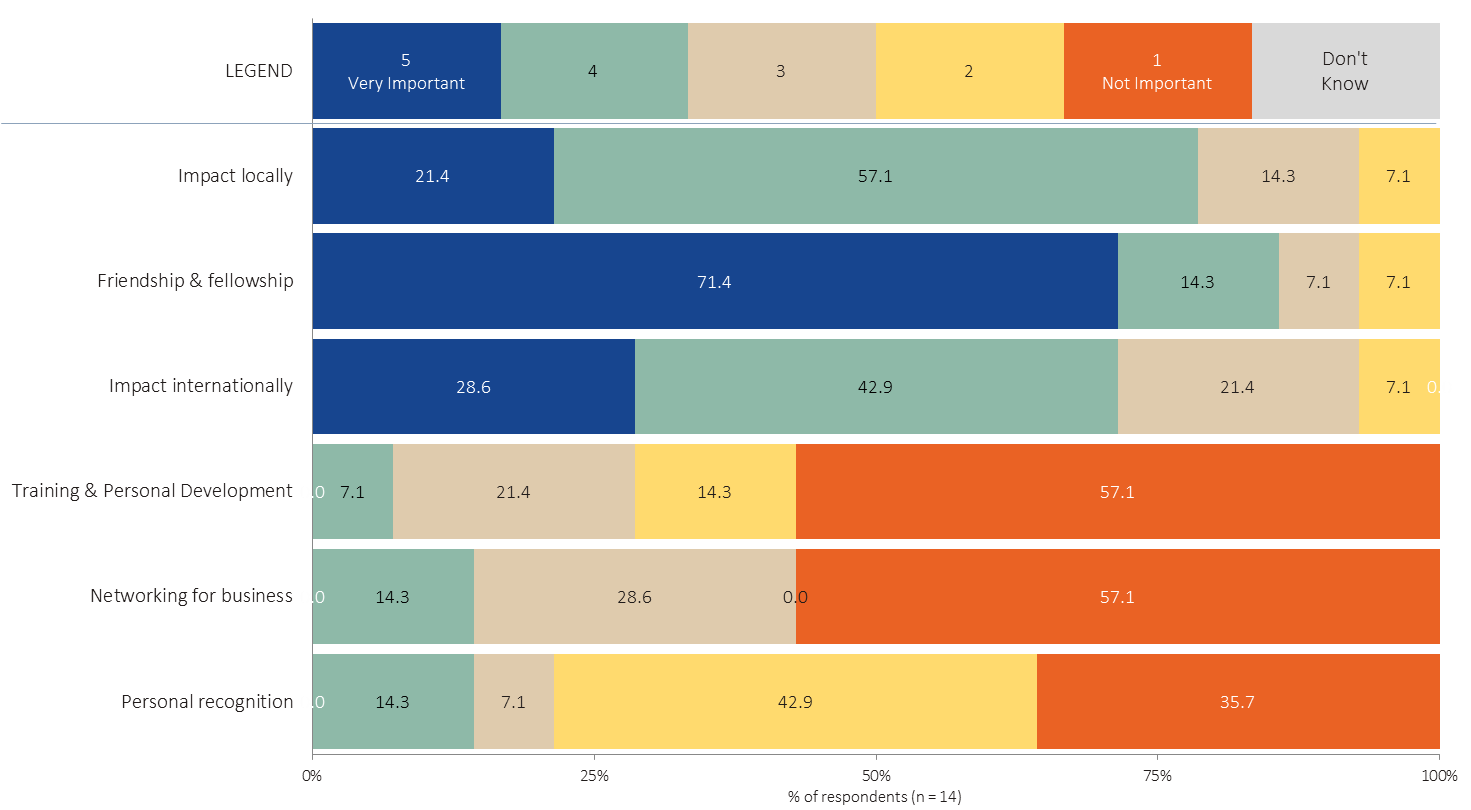 LEGEND
5
Very Important
4
3
2
1
Not Important
Don't
Know
Impact locally 21.4 57.1 14.3 7.1
Friendship & fellowship 71.4 14.3 7.1 7.1
Impact internationally 28.6 42.9 21.4 7.1 0.
Training & Personal Development .0 7.1 21.4 14.3 57.1
Networking for business .0 14.3 28.6 0.0 57.1
Personal recognition .0 14.3 7.1 42.9 35.7
0% 25% 50% 75% 100%
% of respondents (n = 14)